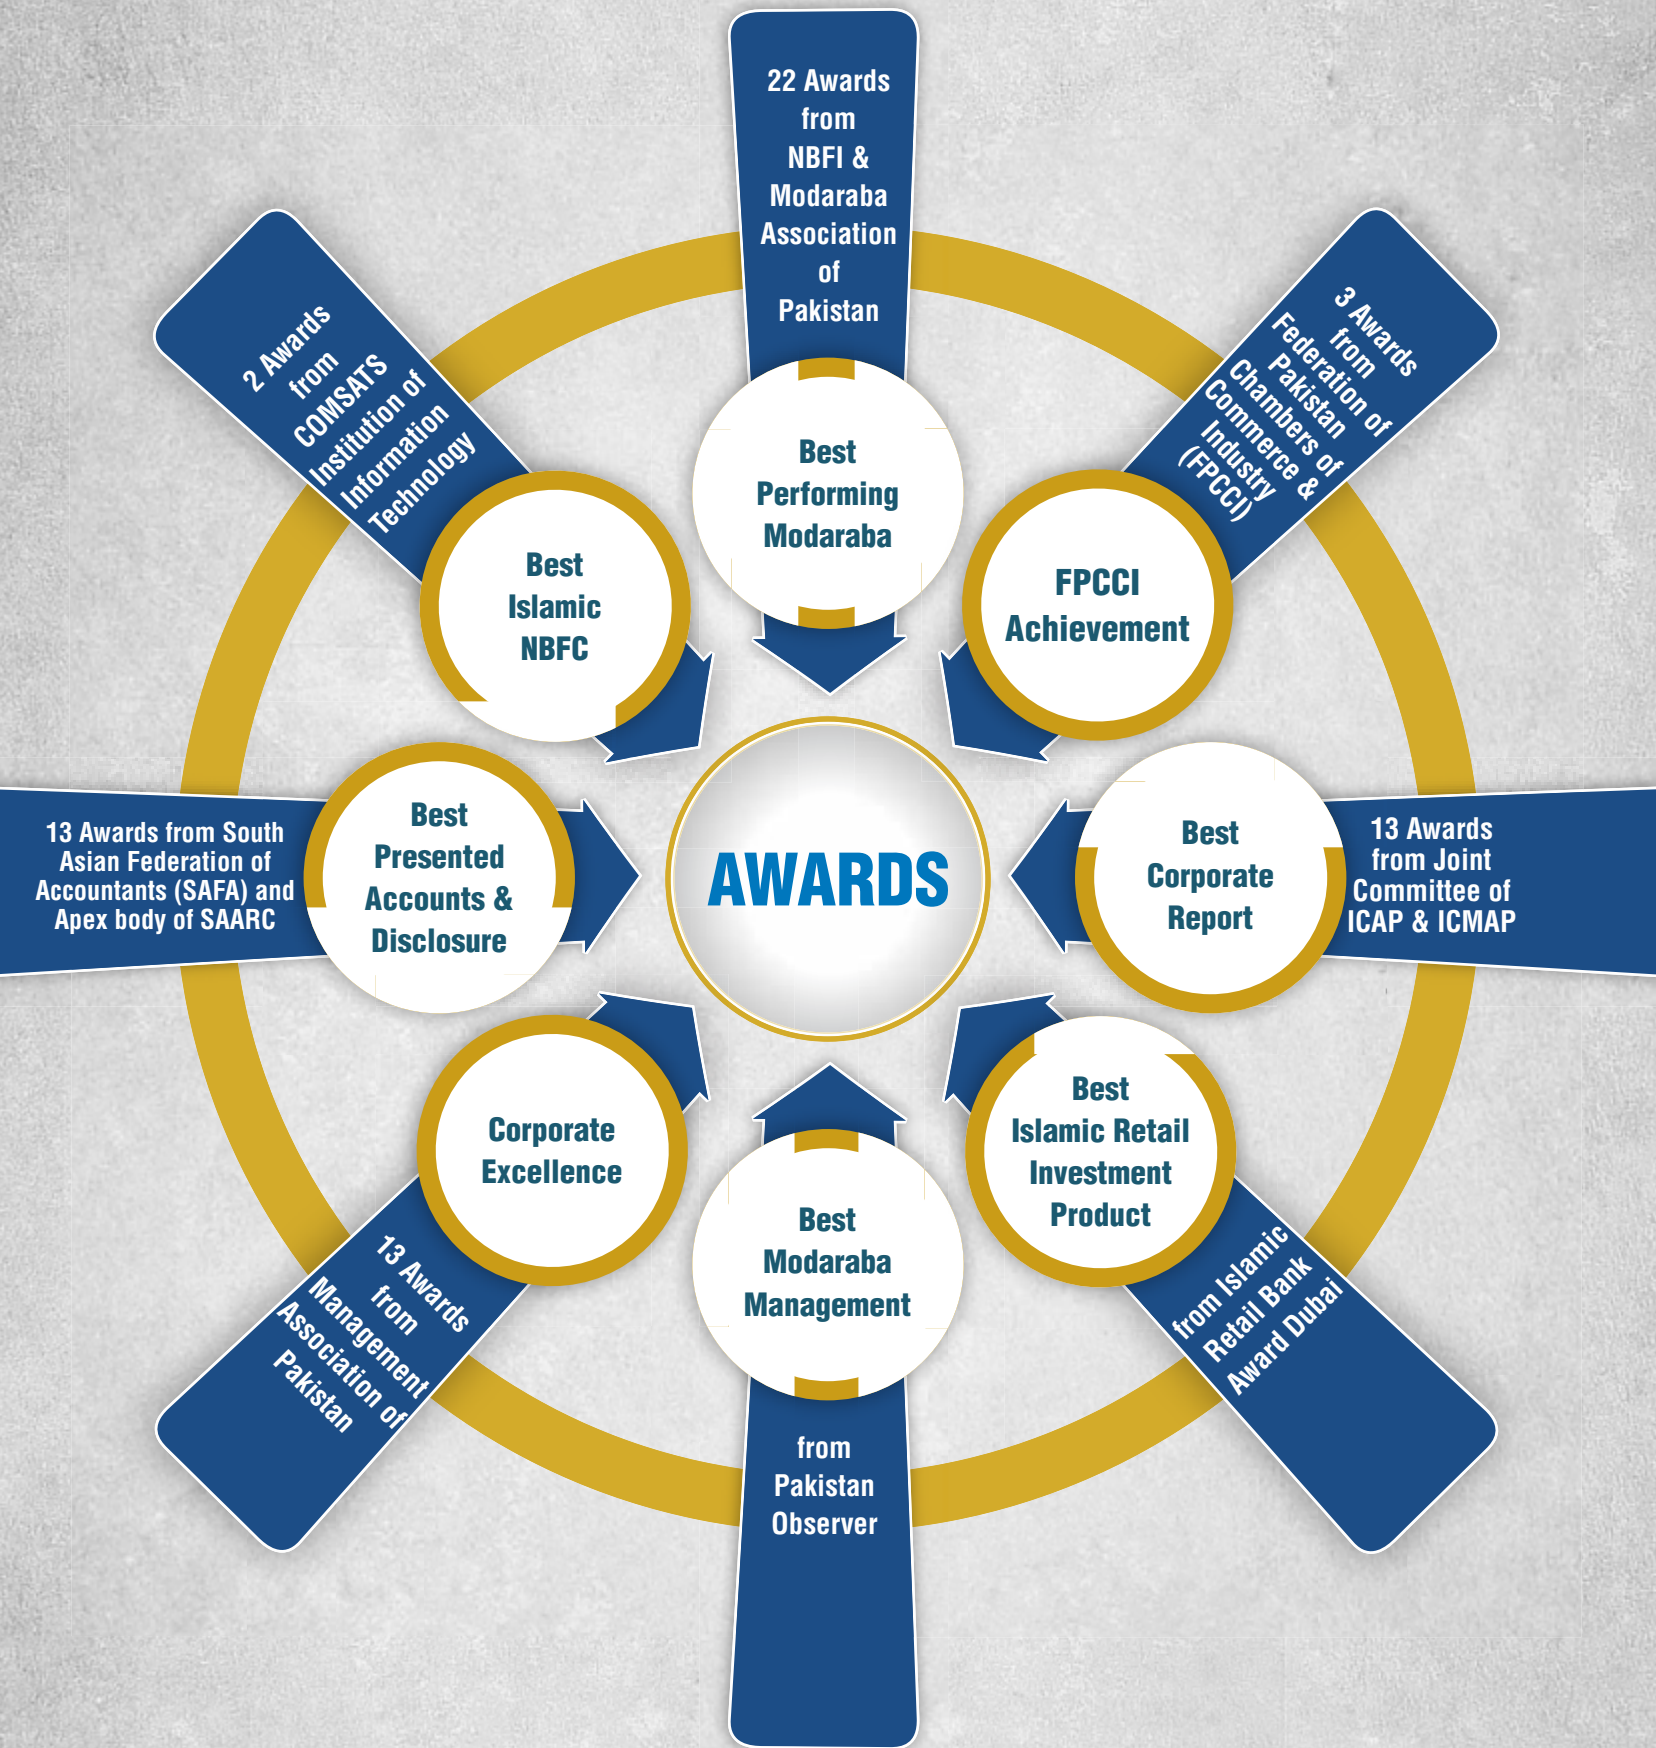 22 Awards
from
NBFI &
Modaraba
Association
of
Pakistan
Best
Performing
Modaraba
3 Awards
from
Federation of
Pakistan
Chambers of
Commerce &
Industry
(FPCCI)
FPCCI
Achievement
13 Awards
from Joint
Committee of
ICAP & ICMAP
Best
Corporate
Report
from Islamic
Retail Bank
Award Dubai
Best
Islamic Retail
Investment
Product
from
Pakistan
Observer
Best
Modaraba
Management
13 Awards
from
Management
Association of
Pakistan
Corporate
Excellence
13 Awards from South
Asian Federation of
Accountants (SAFA) and
Apex body of SAARC
Best
Presented
Accounts &
Disclosure
2 Awards
from
COMSATS
Institution of
Information
Technology
Best
Islamic
NBFC
AWARDS